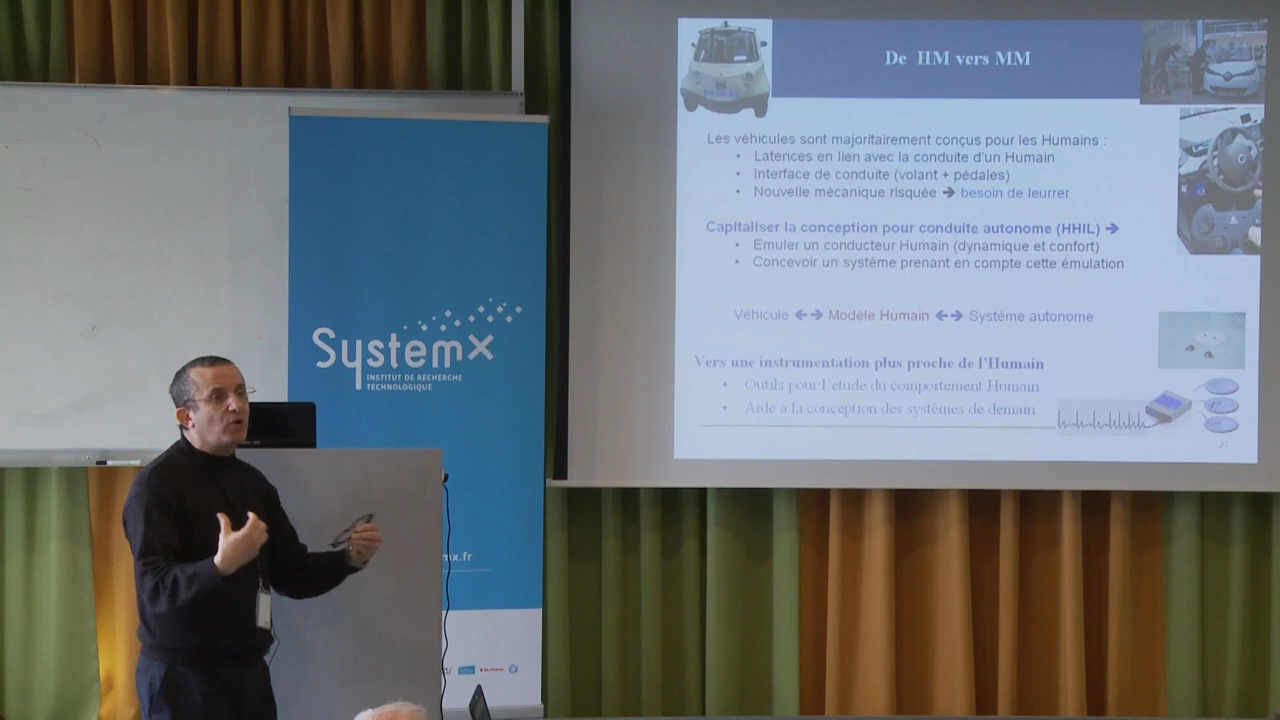 De HM vers MM
Les véhicules sont majoritairement conçus pour les Humains :
• Latences en lien avec la conduite d'un Humain
• Interface de conduite (volant + pédales)
• Nouvelle mécanique risquée ➔ besoin de leurrer
Capitaliser la conception pour conduite autonome (HHIL) ➔
• Emuler un conducteur Humain (dynamique et confort)
• Concevoir un système prenant en compte cette émulation
Véhicule ←→ Modèle Humain ←→ Système autonome
Vers une instrumentation plus proche de l'Humain
• Outils pour l'étude du comportement Humain
• Aide à la conception des systèmes de demain
27
SystemX
INSTITUT DE RECHERCHE
TECHNOLOGIQUE
mx.fr